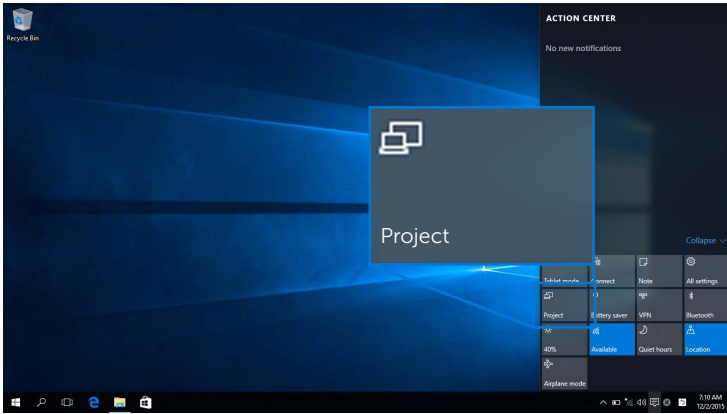 Recycle Bin
ACTION CENTER
No new notifications
Project
Collapse
Tablet mode
Connect
Note
All settings
Project
Battery saver
VPN
Bluetooth
40%
Available
Quiet hours
Location
Airplane mode
7:10 AM
12/2/2015